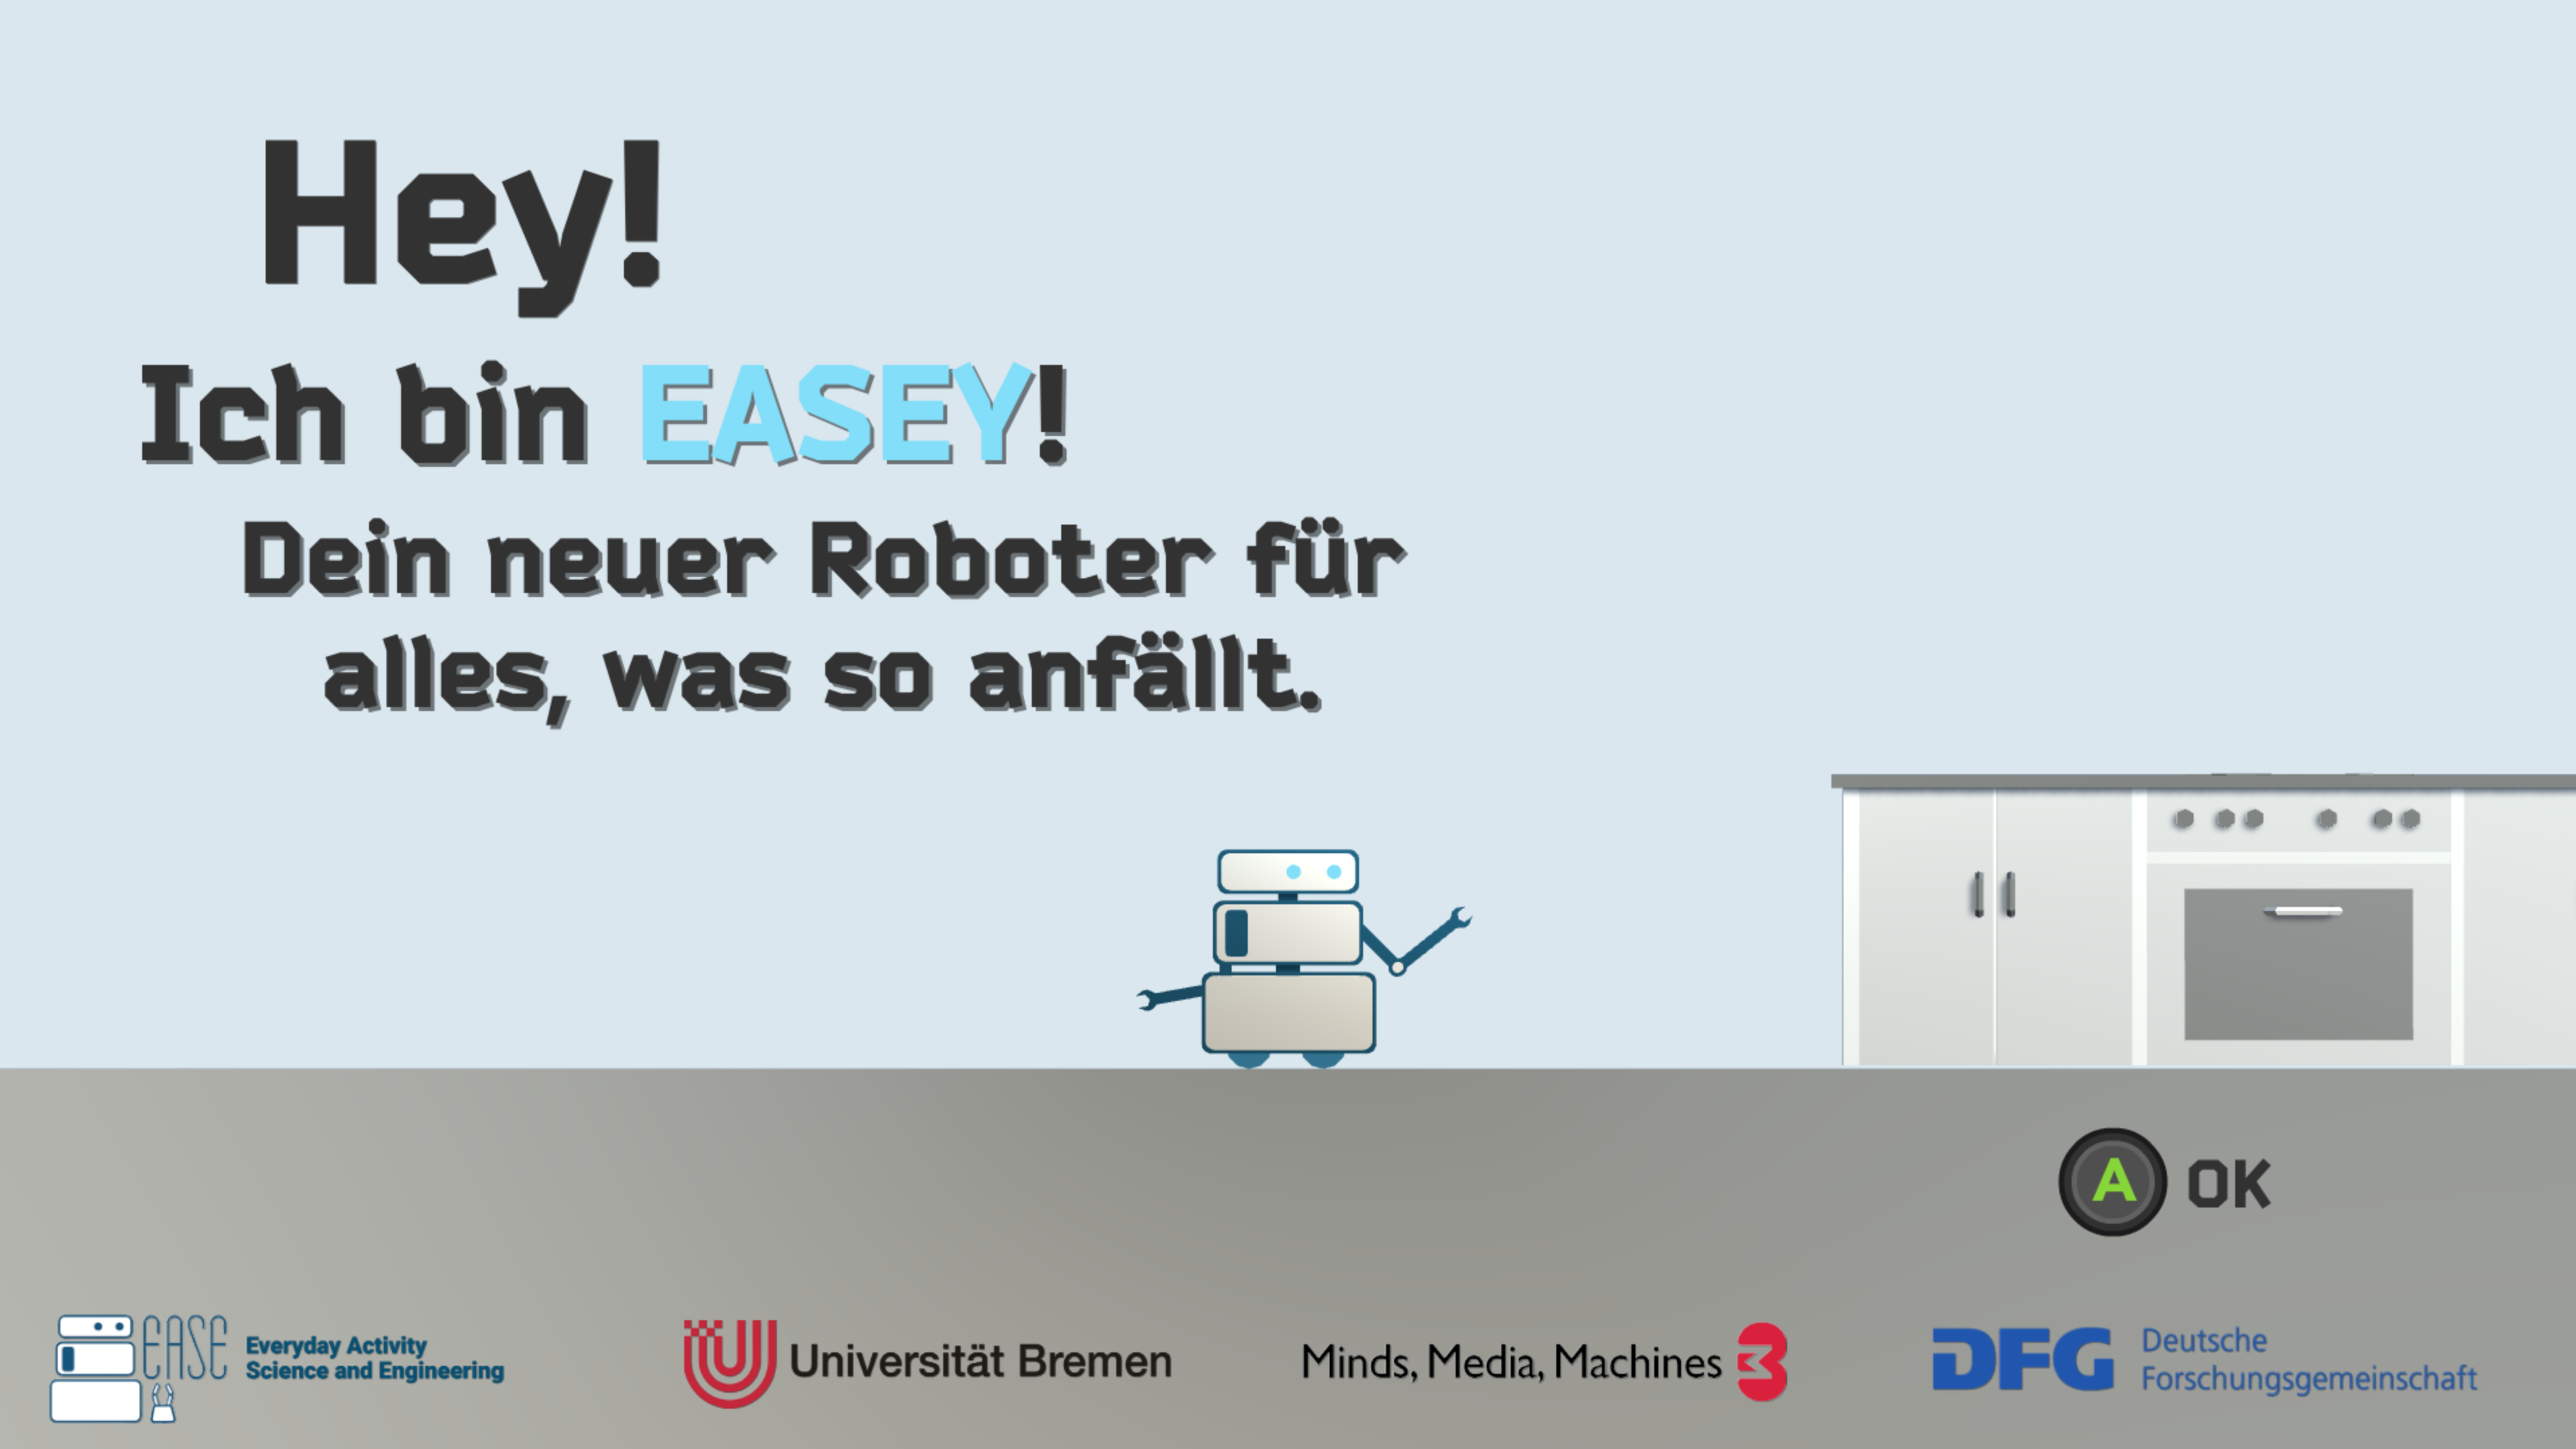 Hey!
Ich bin EASEY!
Dein neuer Roboter für
alles, was so anfällt.
A OK
EASE
Everyday Activity
Science and Engineering
Universität Bremen
Minds, Media, Machines 3
DFG
Deutsche
Forschungsgemeinschaft